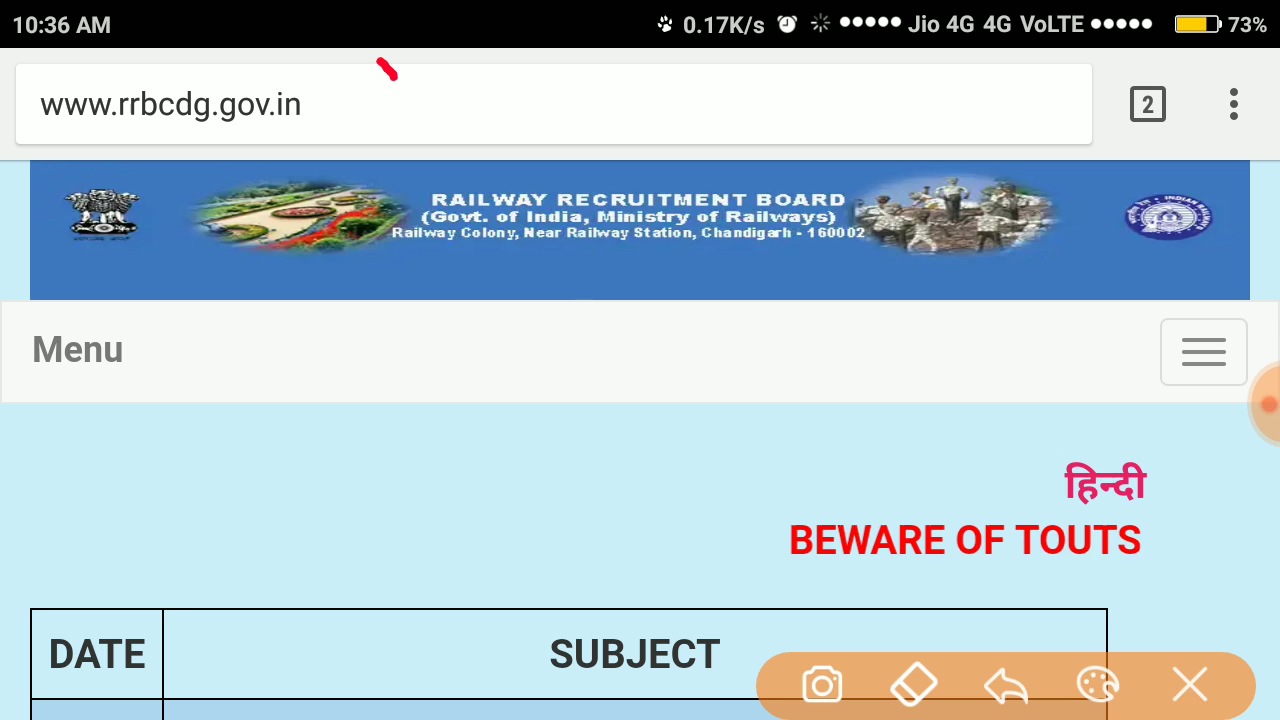 10:36 AM 0.17K/s Jio 4G 4G VoLTE 73%
www.rrbcdg.gov.in 2
RAILWAY RECRUITMENT BOARD
(Govt. of India, Ministry of Railways)
Railway Colony, Near Railway Station, Chandigarh - 160002
Menu
हिन्दी
BEWARE OF TOUTS
DATE SUBJECT